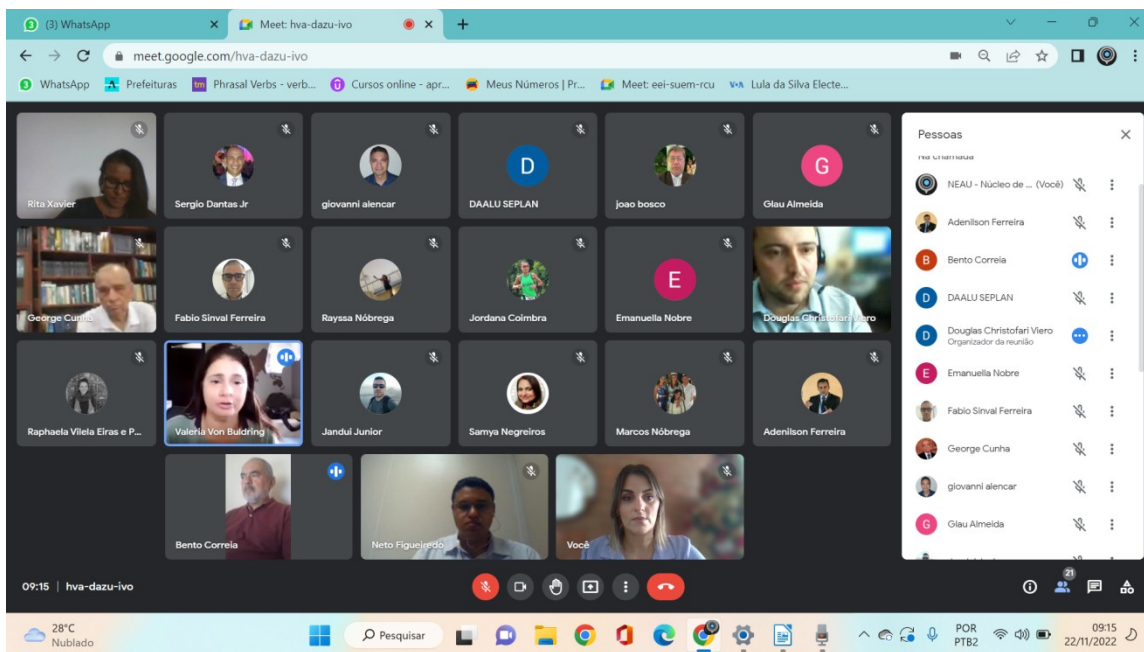 (3) WhatsApp
Meet: hva-dazu-ivo
meet.google.com/hva-dazu-ivo
WhatsApp
Prefeituras
Phrasal Verbs - verb...
Cursos online - apr...
Meus Números | Pr...
Meet: eei-suem-rcu
Lula da Silva Electe...
Rita Xavier
Sergio Dantas Jr
giovanni alencar
D
DAALU SEPLAN
joao bosco
G
Glau Almeida
George Cunha
Fabio Sinval Ferreira
Rayssa Nóbrega
Jordana Coimbra
E
Emanuella Nobre
Douglas Christofari Viero
Raphaela Vilela Eiras e P...
Valeria Von Buldring
Jandui Junior
Samya Negreiros
Marcos Nóbrega
Adenilson Ferreira
Bento Correia
Neto Figueiredo
Você
Pessoas
Na chamada
NEAU - Núcleo de ... (Você)
Adenilson Ferreira
B
Bento Correia
D
DAALU SEPLAN
D
Douglas Christofari Viero
Organizador da reunião
E
Emanuella Nobre
Fabio Sinval Ferreira
George Cunha
giovanni alencar
G
Glau Almeida
09:15 | hva-dazu-ivo
21
28°C
Nublado
Pesquisar
POR
PTB2
09:15
22/11/2022